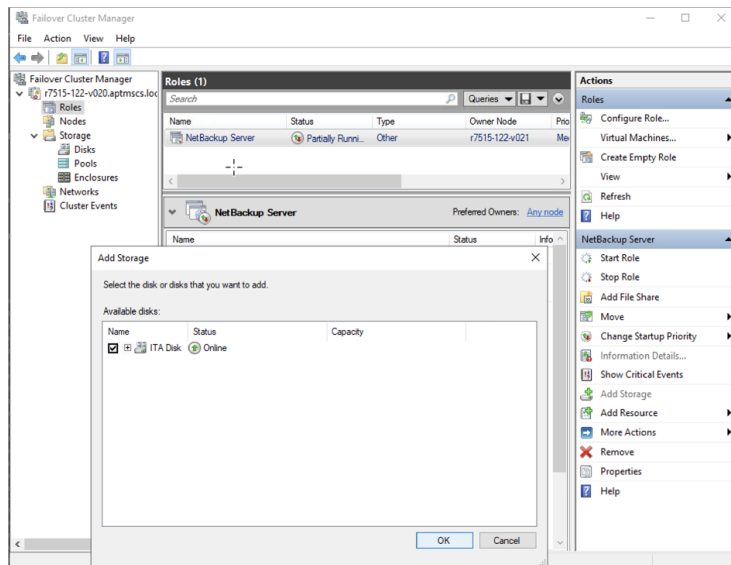 Failover Cluster Manager
File Action View Help
Failover Cluster Manager
r7515-122-v020.aptmscs.loc
Roles
Nodes
Storage
Disks
Pools
Enclosures
Networks
Cluster Events
Roles (1)
Search
Queries
Name Status Type Owner Node Prio
NetBackup Server Partially Runni... Other r7515-122-v021 Me
NetBackup Server Preferred Owners: Any node
Name Status Info
Add Storage
Select the disk or disks that you want to add.
Available disks:
Name Status Capacity
ITA Disk Online
OK Cancel
Actions
Roles
Configure Role...
Virtual Machines...
Create Empty Role
View
Refresh
Help
NetBackup Server
Start Role
Stop Role
Add File Share
Move
Change Startup Priority
Information Details...
Show Critical Events
Add Storage
Add Resource
More Actions
Remove
Properties
Help